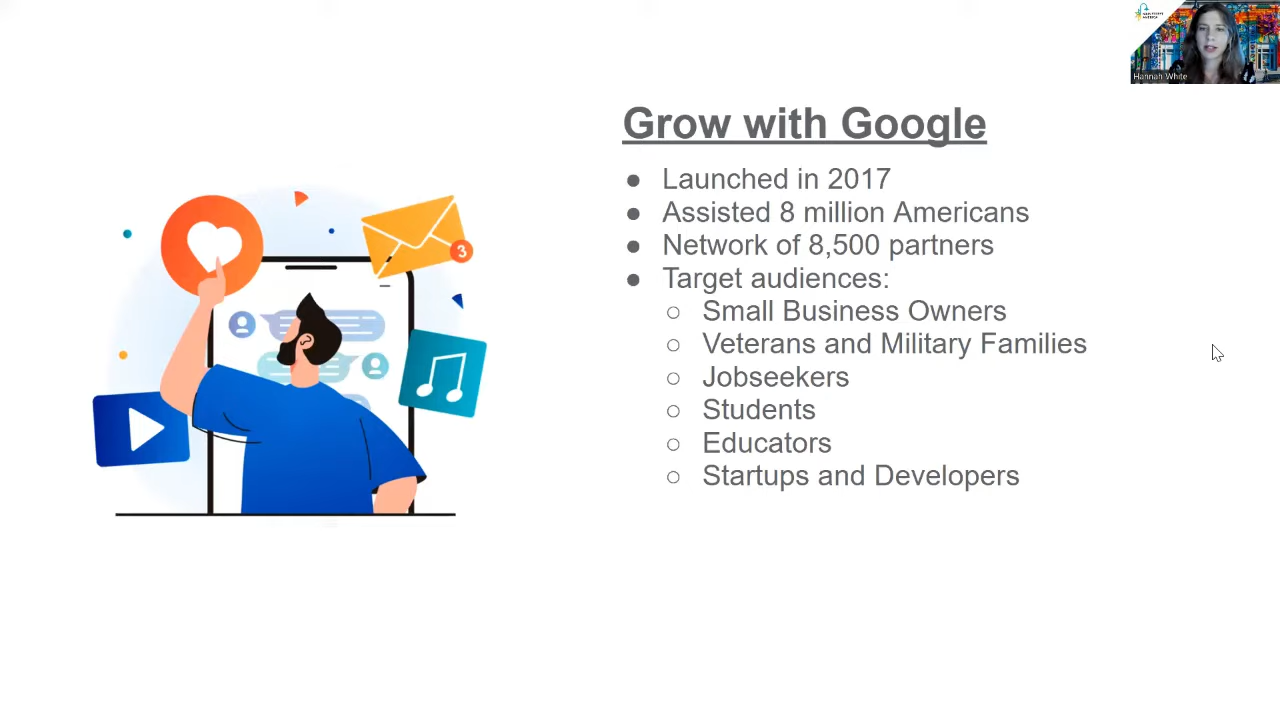 Hannah White
Grow with Google
● Launched in 2017
● Assisted 8 million Americans
● Network of 8,500 partners
● Target audiences:
○ Small Business Owners
○ Veterans and Military Families
○ Jobseekers
○ Students
○ Educators
○ Startups and Developers
3